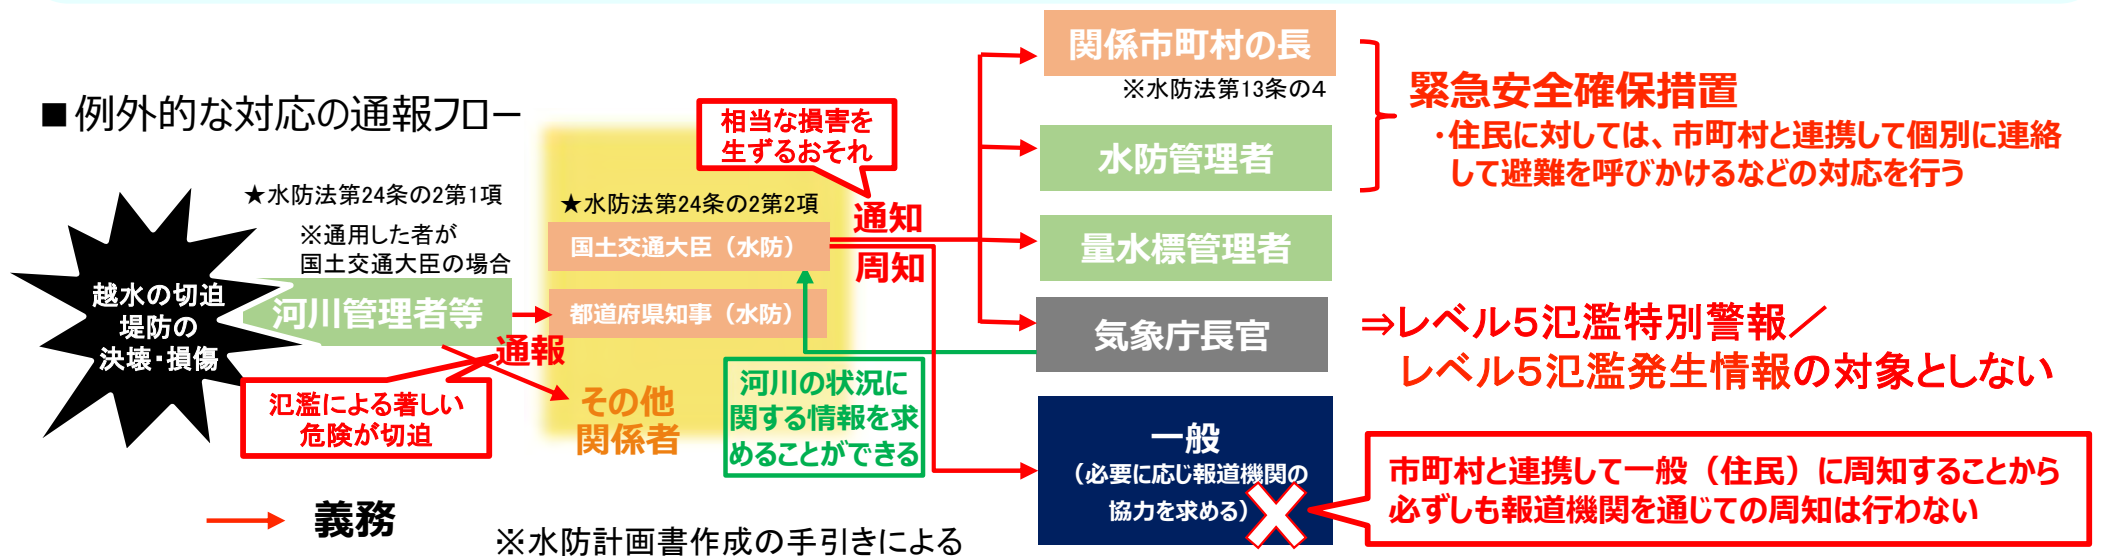 ■例外的な対応の通報フロー
★水防法第24条の2第1項
※通用した者が
国土交通大臣の場合
越水の切迫
堤防の
決壊・損傷
河川管理者等
通報
氾濫による著しい
危険が切迫
義務
相当な損害を
生ずるおそれ
★水防法第24条の2第2項
国土交通大臣（水防）
都道府県知事（水防）
その他
関係者
通知
周知
河川の状況に
関する情報を求
めることができる
※水防計画書作成の手引きによる
関係市町村の長
※水防法第13条の4
水防管理者
量水標管理者
気象庁長官
一般
（必要に応じ報道機関の
協力を求める）
緊急安全確保措置
・住民に対しては、市町村と連携して個別に連絡
して避難を呼びかけるなどの対応を行う
⇒レベル5氾濫特別警報／
レベル5氾濫発生情報の対象としない
市町村と連携して一般（住民）に周知することから
必ずしも報道機関を通じての周知は行わない